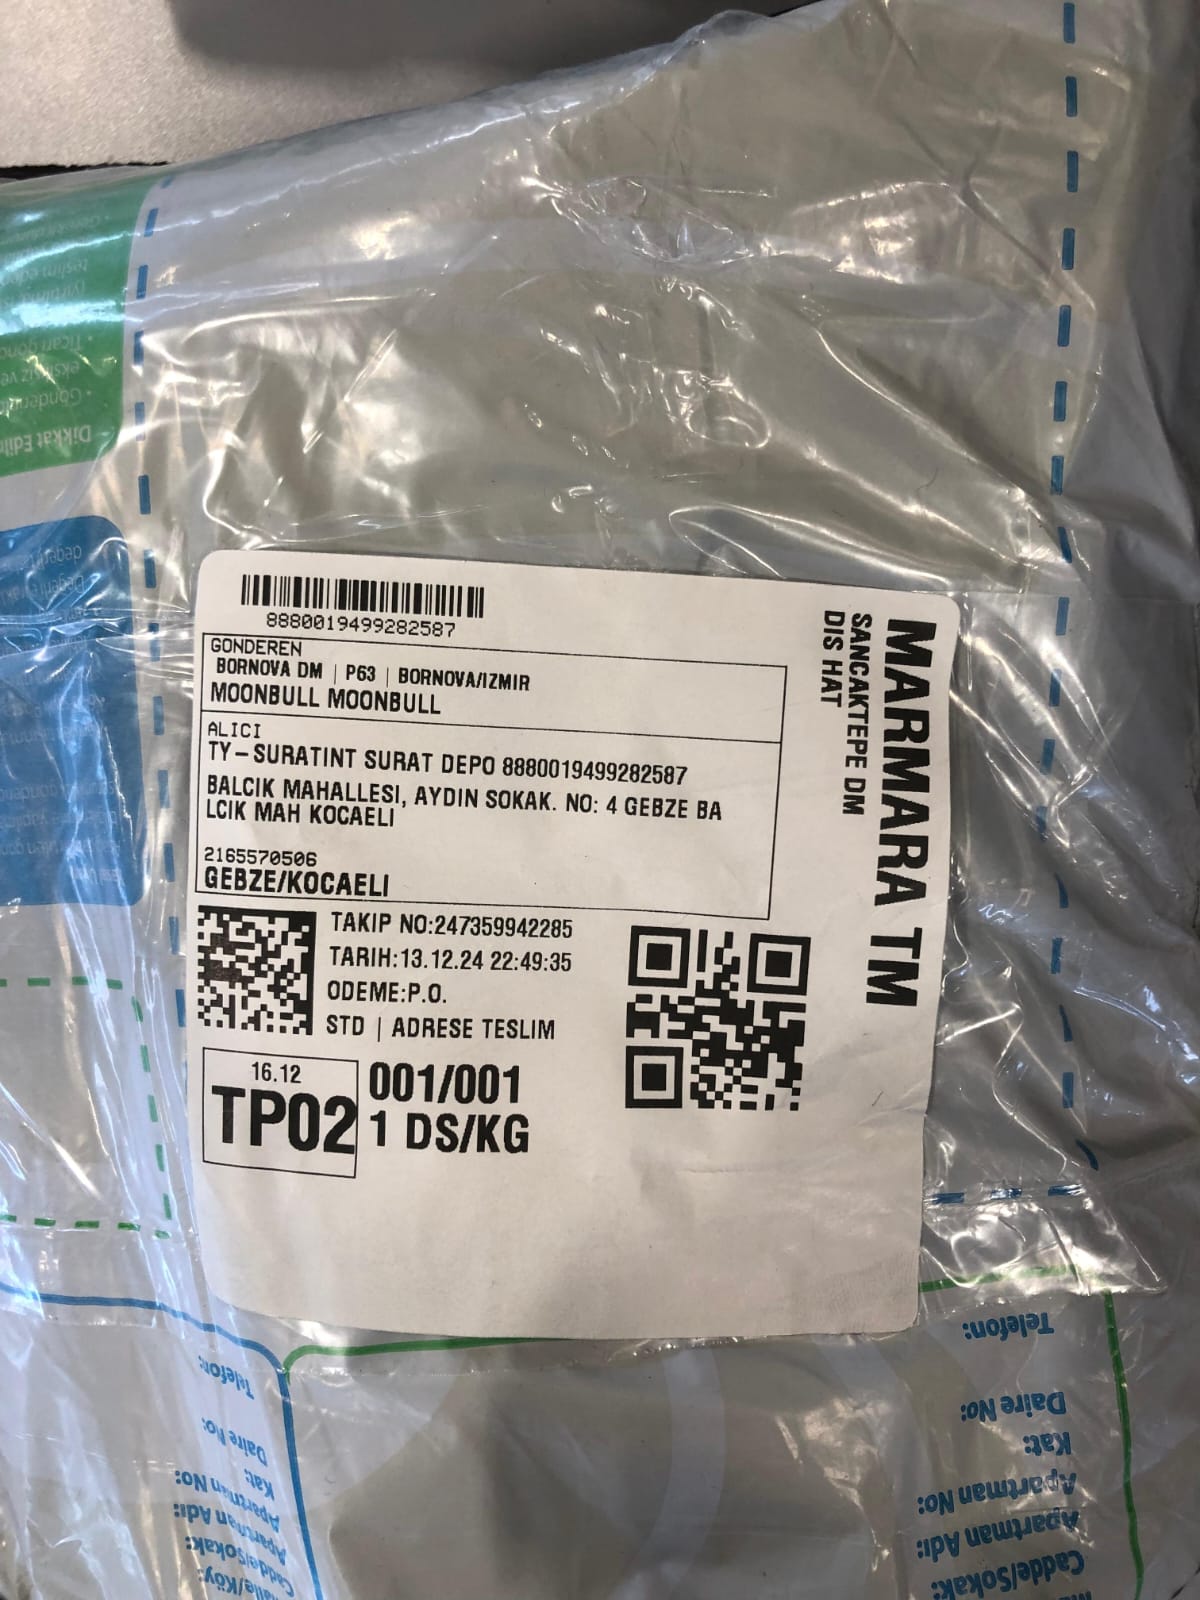 8880019499282587
GONDEREN
BORNOVA DM | P63 | BORNOVA/IZMIR
MOONBULL MOONBULL
ALICI
TY-SURATINT SURAT DEPO 8880019499282587
BALCIK MAHALLESI, AYDIN SOKAK. NO: 4 GEBZE BA
LCIK MAH KOCAELI
2165570506
GEBZE/KOCAELI
TAKIP NO:247359942285
TARIH:13.12.24 22:49:35
ODEME:P.O.
STD | ADRESE TESLIM
16.12
TP02
001/001
1 DS/KG
MARMARA TM
SANCAKTEPE DM
DIS HAT
Telefon:
Daire No:
Kat:
Apartman No:
Apartman Adı:
Cadde/Sokak:
Telefon:
Daire No:
Kat:
Apartman No:
Apartman Adı:
Cadde/Sokak: